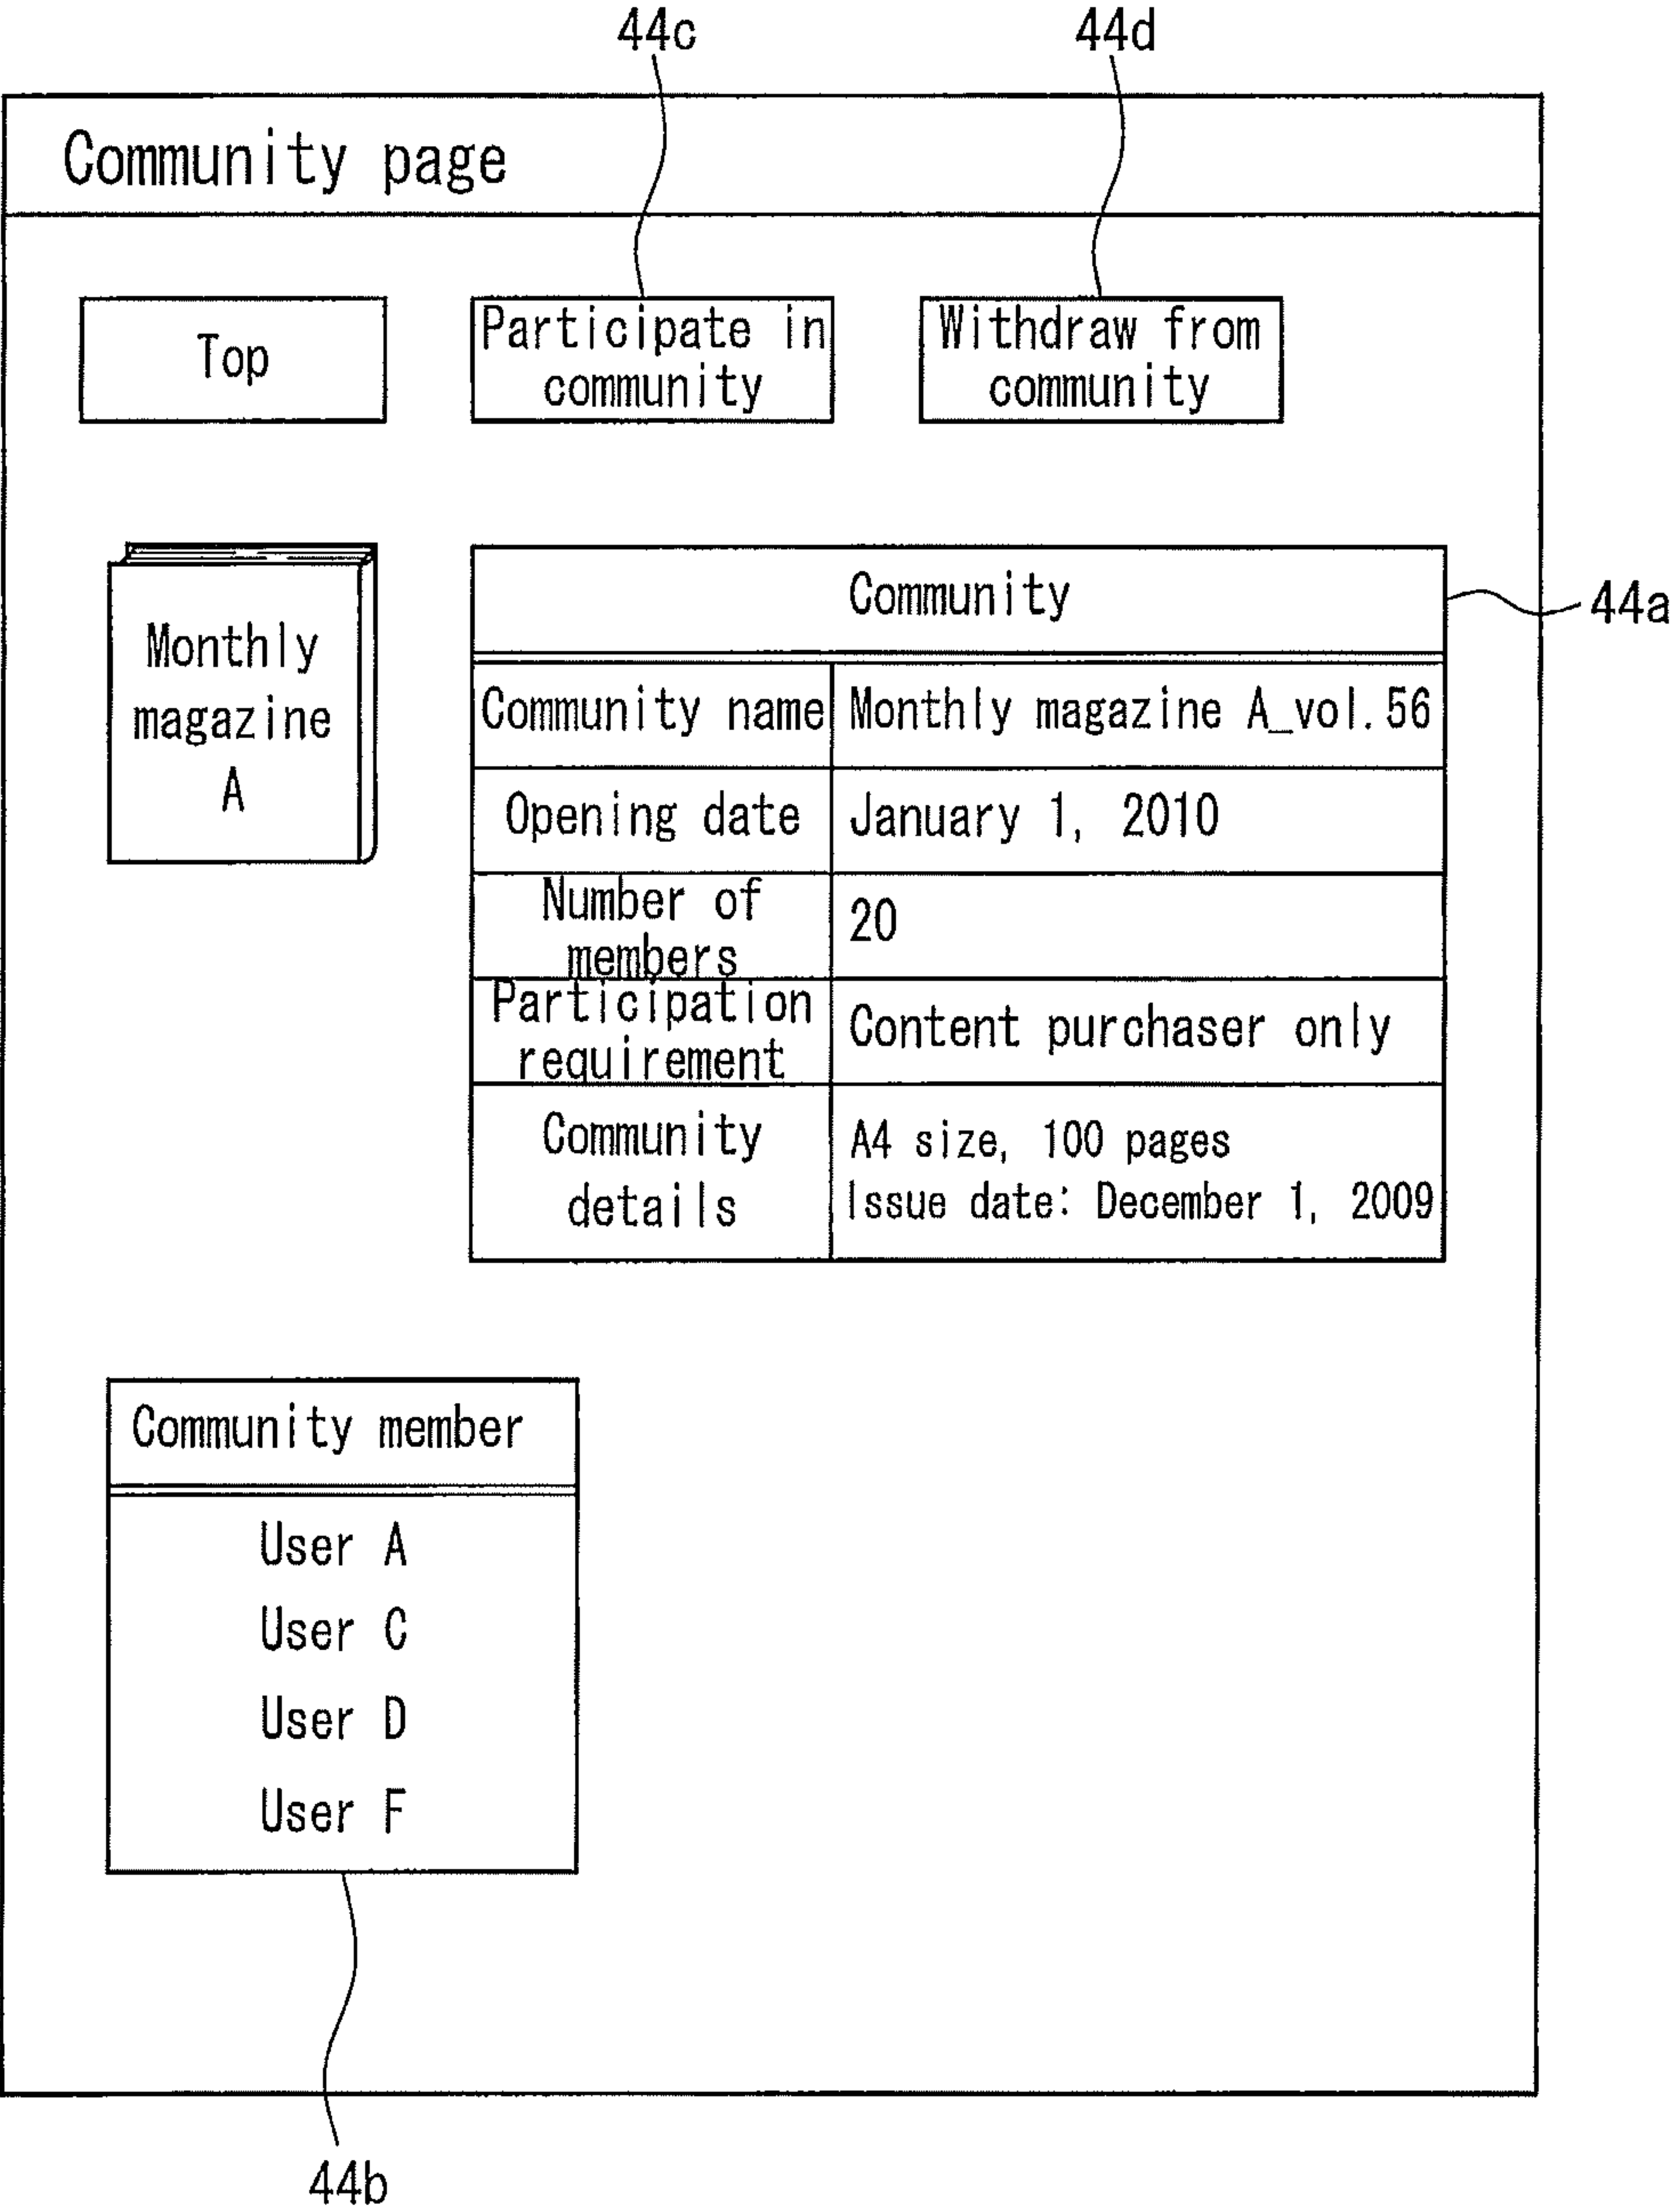 44c
44d
Community page
Top
Participate in
community
Withdraw from
community
Monthly
magazine
A
Community
44a
Community name
Monthly magazine A_vol.56
Opening date
January 1, 2010
Number of
members
20
Participation
requirement
Content purchaser only
Community
details
A4 size, 100 pages
Issue date: December 1, 2009
Community member
User A
User C
User D
User F
44b